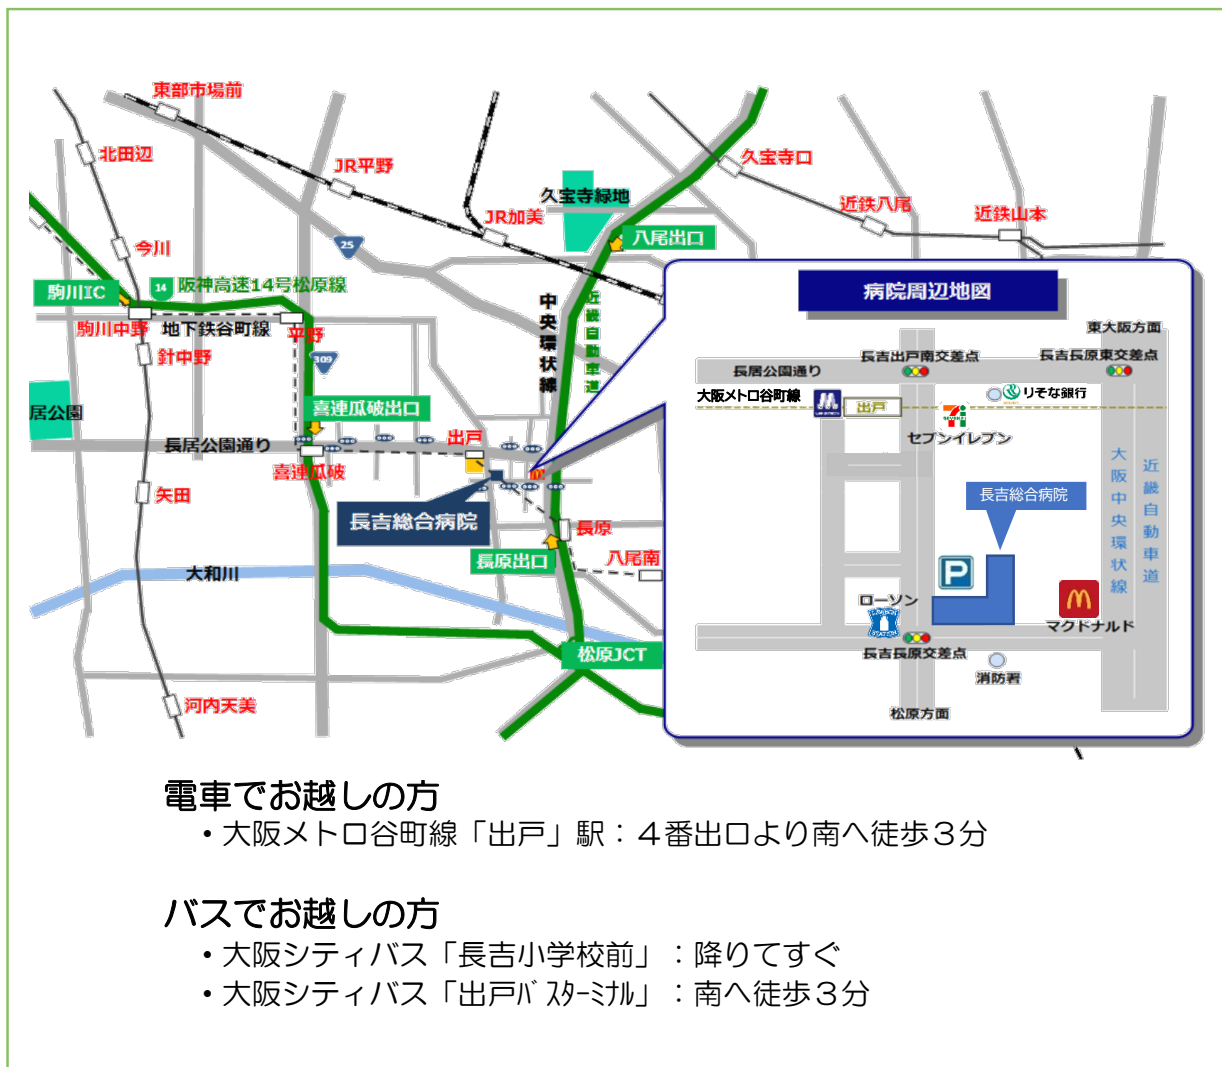 東部市場前
北田辺
JR平野
久宝寺口
久宝寺緑地
近鉄八尾
近鉄山本
JR加美
八尾出口
今川
25
駒川IC
14
阪神高速14号松原線
駒川中野
地下鉄谷町線
平野
針中野
309
中央環状線
近畿自動車道
居公園
喜連瓜破出口
長居公園通り
出戸
喜連瓜破
矢田
長吉総合病院
長原
長原出口
八尾南
大和川
松原JCT
河内天美
病院周辺地図
東大阪方面
長吉出戸南交差点
長吉長原東交差点
長居公園通り
大阪メトロ谷町線
出戸
りそな銀行
セブンイレブン
大阪中央環状線
近畿自動車道
長吉総合病院
P
ローソン
マクドナルド
長吉長原交差点
消防署
松原方面
電車でお越しの方
・大阪メトロ谷町線「出戸」駅：４番出口より南へ徒歩３分
バスでお越しの方
・大阪シティバス「長吉小学校前」：降りてすぐ
・大阪シティバス「出戸ﾊﾞｽﾀｰﾐﾅﾙ」：南へ徒歩３分